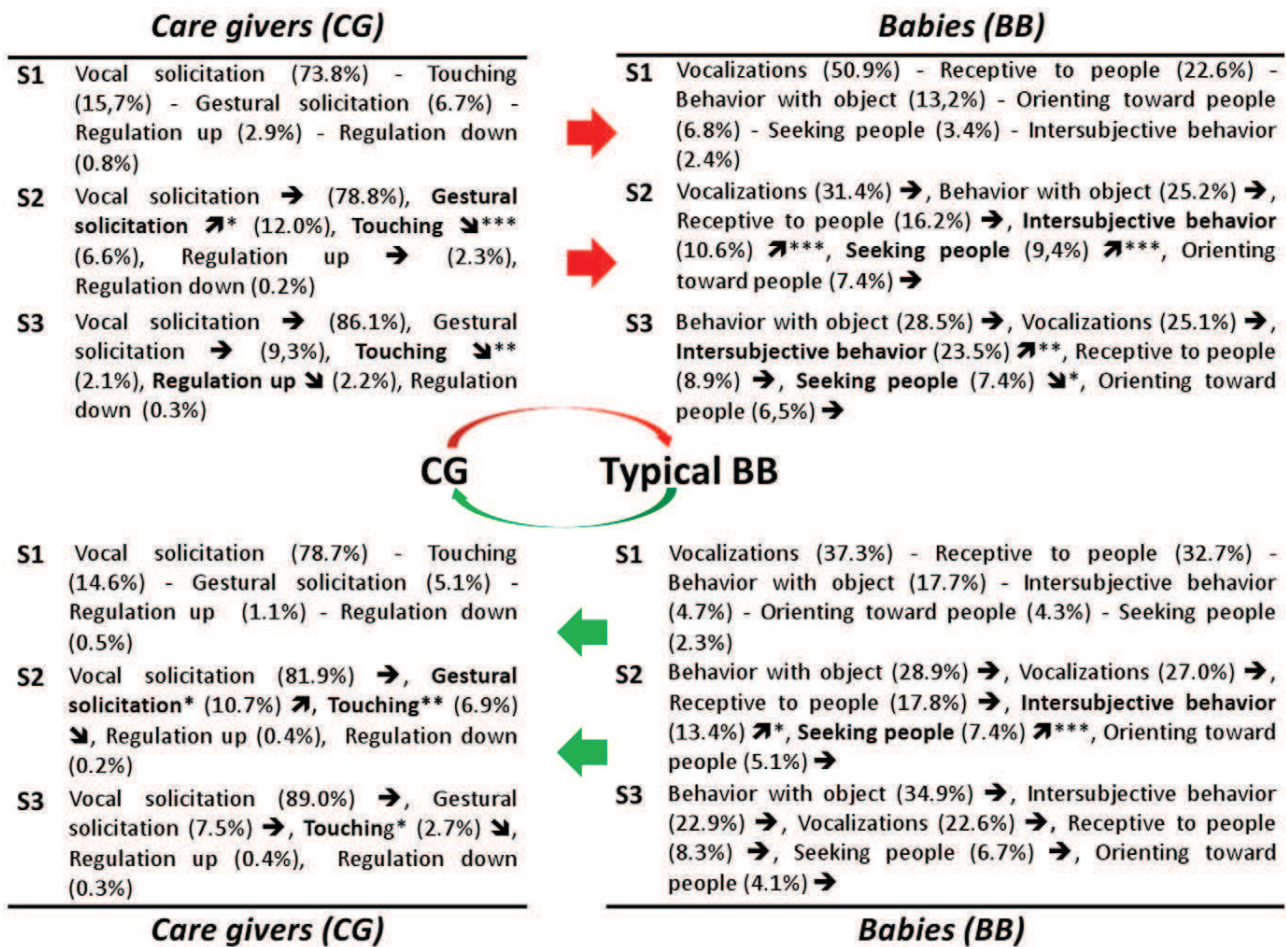 Care givers (CG)
S1 Vocal solicitation (73.8%) - Touching
(15,7%) - Gestural solicitation (6.7%) -
Regulation up (2.9%) - Regulation down
(0.8%)
S2 Vocal solicitation ➔ (78.8%), Gestural
solicitation ⬈* (12.0%), Touching ⬊***
(6.6%), Regulation up ➔ (2.3%),
Regulation down (0.2%)
S3 Vocal solicitation ➔ (86.1%), Gestural
solicitation ➔ (9,3%), Touching ⬊**
(2.1%), Regulation up ⬊ (2.2%), Regulation
down (0.3%)
Babies (BB)
S1 Vocalizations (50.9%) - Receptive to people (22.6%) -
Behavior with object (13,2%) - Orienting toward people
(6.8%) - Seeking people (3.4%) - Intersubjective behavior
(2.4%)
S2 Vocalizations (31.4%) ➔, Behavior with object (25.2%) ➔,
Receptive to people (16.2%) ➔, Intersubjective behavior
(10.6%) ⬈***, Seeking people (9,4%) ⬈***, Orienting
toward people (7.4%) ➔
S3 Behavior with object (28.5%) ➔, Vocalizations (25.1%) ➔,
Intersubjective behavior (23.5%) ⬈**, Receptive to people
(8.9%) ➔, Seeking people (7.4%) ⬊*, Orienting toward
people (6,5%) ➔
CG Typical BB
S1 Vocal solicitation (78.7%) - Touching
(14.6%) - Gestural solicitation (5.1%) -
Regulation up (1.1%) - Regulation down
(0.5%)
S2 Vocal solicitation (81.9%) ➔, Gestural
solicitation* (10.7%) ⬈, Touching** (6.9%)
⬊, Regulation up (0.4%), Regulation down
(0.2%)
S3 Vocal solicitation (89.0%) ➔, Gestural
solicitation (7.5%) ➔, Touching* (2.7%) ⬊,
Regulation up (0.4%), Regulation down
(0.3%)
Care givers (CG)
S1 Vocalizations (37.3%) - Receptive to people (32.7%) -
Behavior with object (17.7%) - Intersubjective behavior
(4.7%) - Orienting toward people (4.3%) - Seeking people
(2.3%)
S2 Behavior with object (28.9%) ➔, Vocalizations (27.0%) ➔,
Receptive to people (17.8%) ➔, Intersubjective behavior
(13.4%) ⬈*, Seeking people (7.4%) ⬈***, Orienting toward
people (5.1%) ➔
S3 Behavior with object (34.9%) ➔, Intersubjective behavior
(22.9%) ➔, Vocalizations (22.6%) ➔, Receptive to people
(8.3%) ➔, Seeking people (6.7%) ➔, Orienting toward
people (4.1%) ➔
Babies (BB)